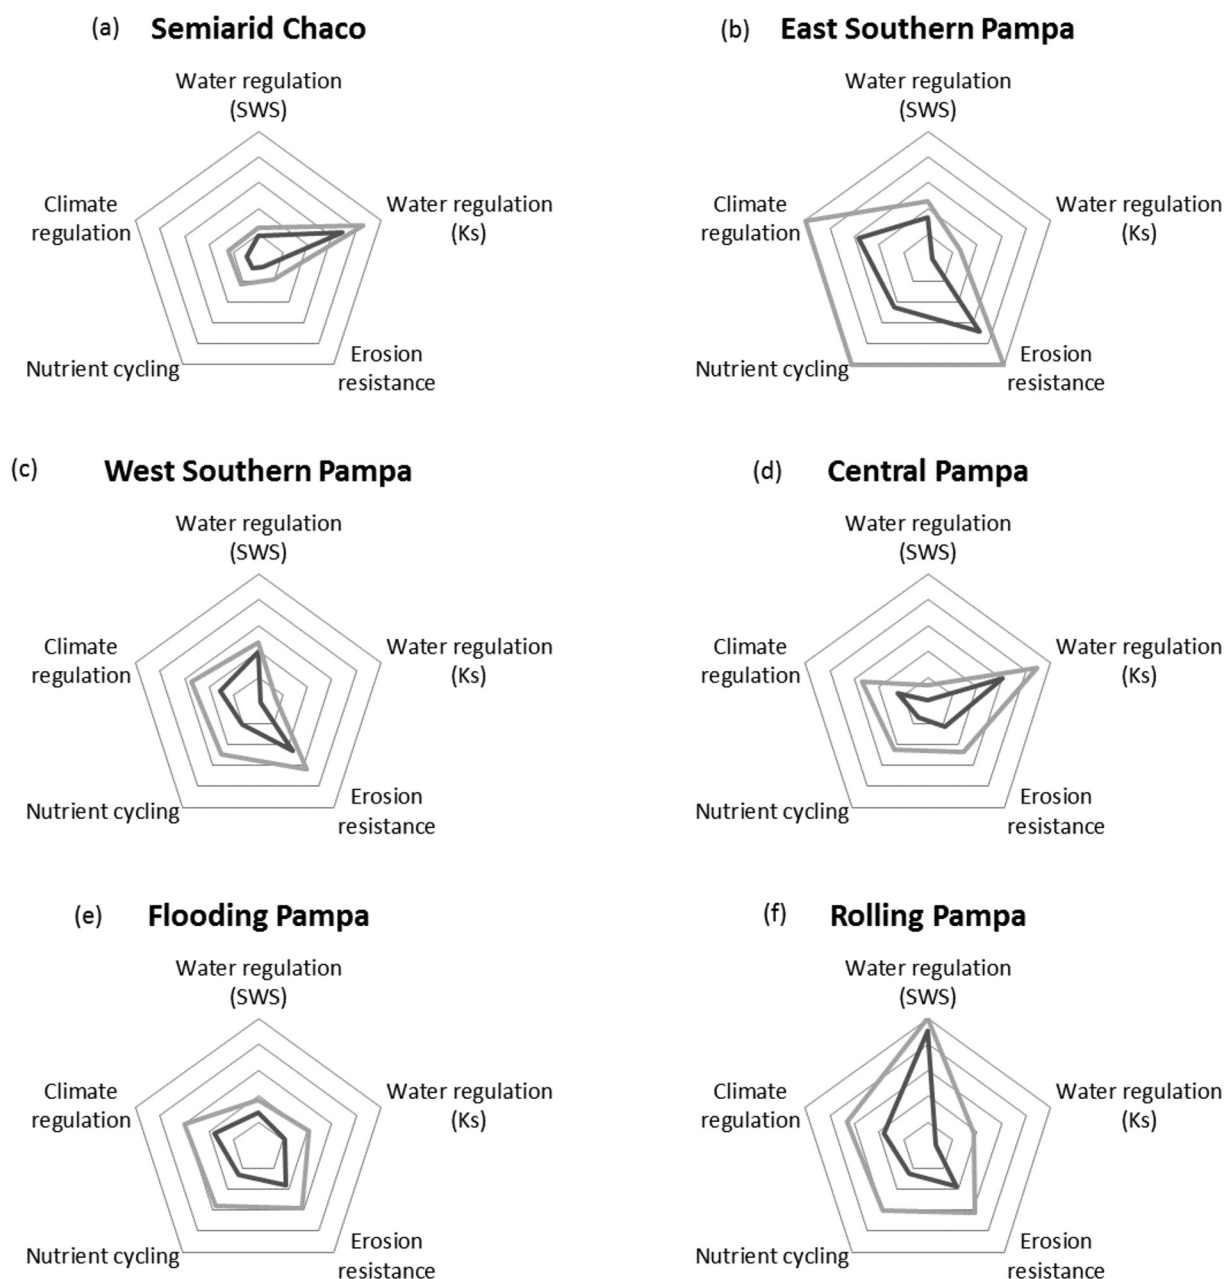 (a) Semiarid Chaco
Water regulation
(SWS)
Climate
regulation
Water regulation
(Ks)
Nutrient cycling
Erosion
resistance
(b) East Southern Pampa
Water regulation
(SWS)
Climate
regulation
Water regulation
(Ks)
Nutrient cycling
Erosion
resistance
(c) West Southern Pampa
Water regulation
(SWS)
Climate
regulation
Water regulation
(Ks)
Nutrient cycling
Erosion
resistance
(d) Central Pampa
Water regulation
(SWS)
Climate
regulation
Water regulation
(Ks)
Nutrient cycling
Erosion
resistance
(e) Flooding Pampa
Water regulation
(SWS)
Climate
regulation
Water regulation
(Ks)
Nutrient cycling
Erosion
resistance
(f) Rolling Pampa
Water regulation
(SWS)
Climate
regulation
Water regulation
(Ks)
Nutrient cycling
Erosion
resistance